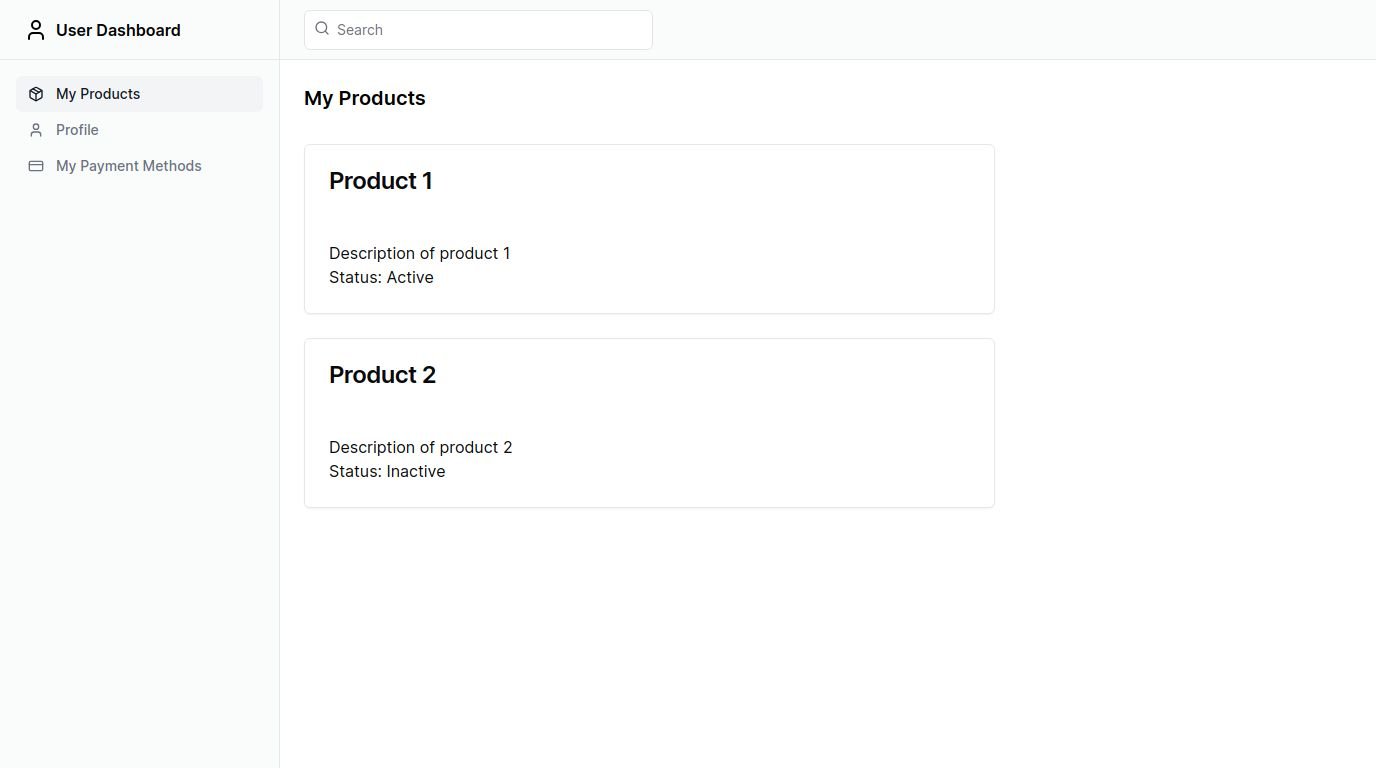 User Dashboard
Search
My Products
Profile
My Payment Methods
My Products
Product 1
Description of product 1
Status: Active
Product 2
Description of product 2
Status: Inactive